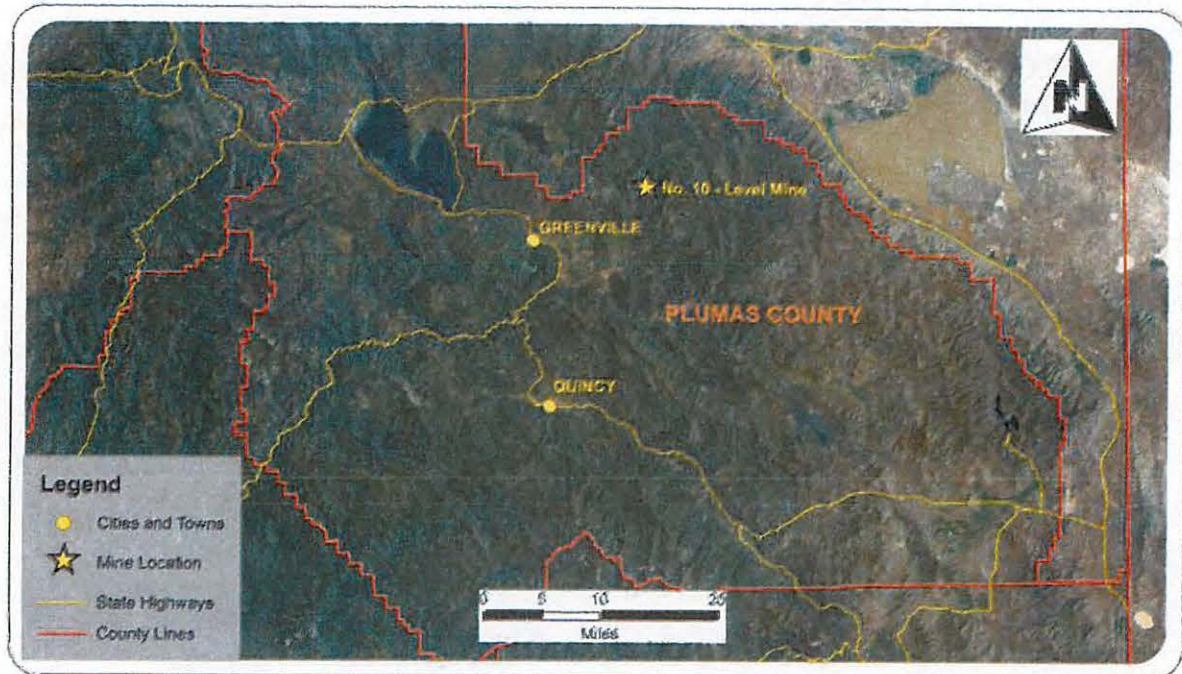 N
No. 10 - Level Mine
GREENVILLE
PLUMAS COUNTY
QUINCY
Legend
Cities and Towns
Mine Location
State Highways
County Lines
0 5 10 20
Miles